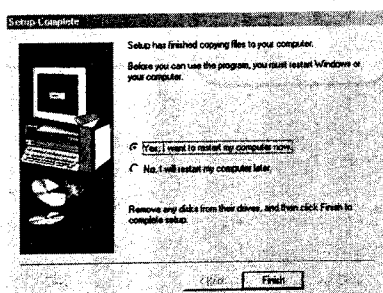 Setup Complete
Setup has finished copying files to your computer.
Before you can use the program, you must restart Windows or
your computer.
Yes, I want to restart my computer now.
No, I will restart my computer later.
Remove any disks from their drives, and then click Finish to
complete setup.
< Back
Finish